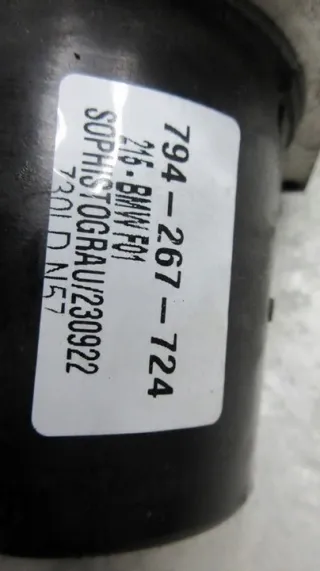 794-267-724
216 - BMW F01
SOPHISTOGRAU/230922
730LD N57